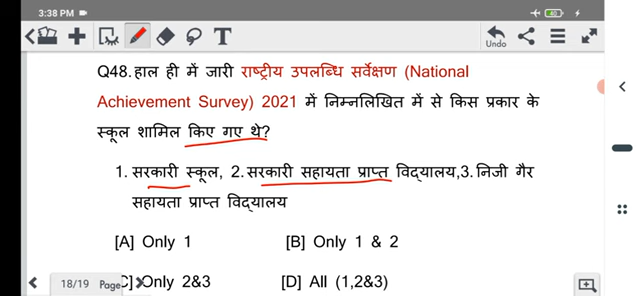 3:38 PM
40
T
Undo
Q48.हाल ही में जारी राष्ट्रीय उपलब्धि सर्वेक्षण (National
Achievement Survey) 2021 में निम्नलिखित में से किस प्रकार के
स्कूल शामिल किए गए थे?
1. सरकारी स्कूल, 2.सरकारी सहायता प्राप्त विद्यालय,3.निजी गैर
सहायता प्राप्त विद्यालय
[A] Only 1 [B] Only 1 & 2
C] Only 2&3 [D] All (1,2&3)
18/19 Page